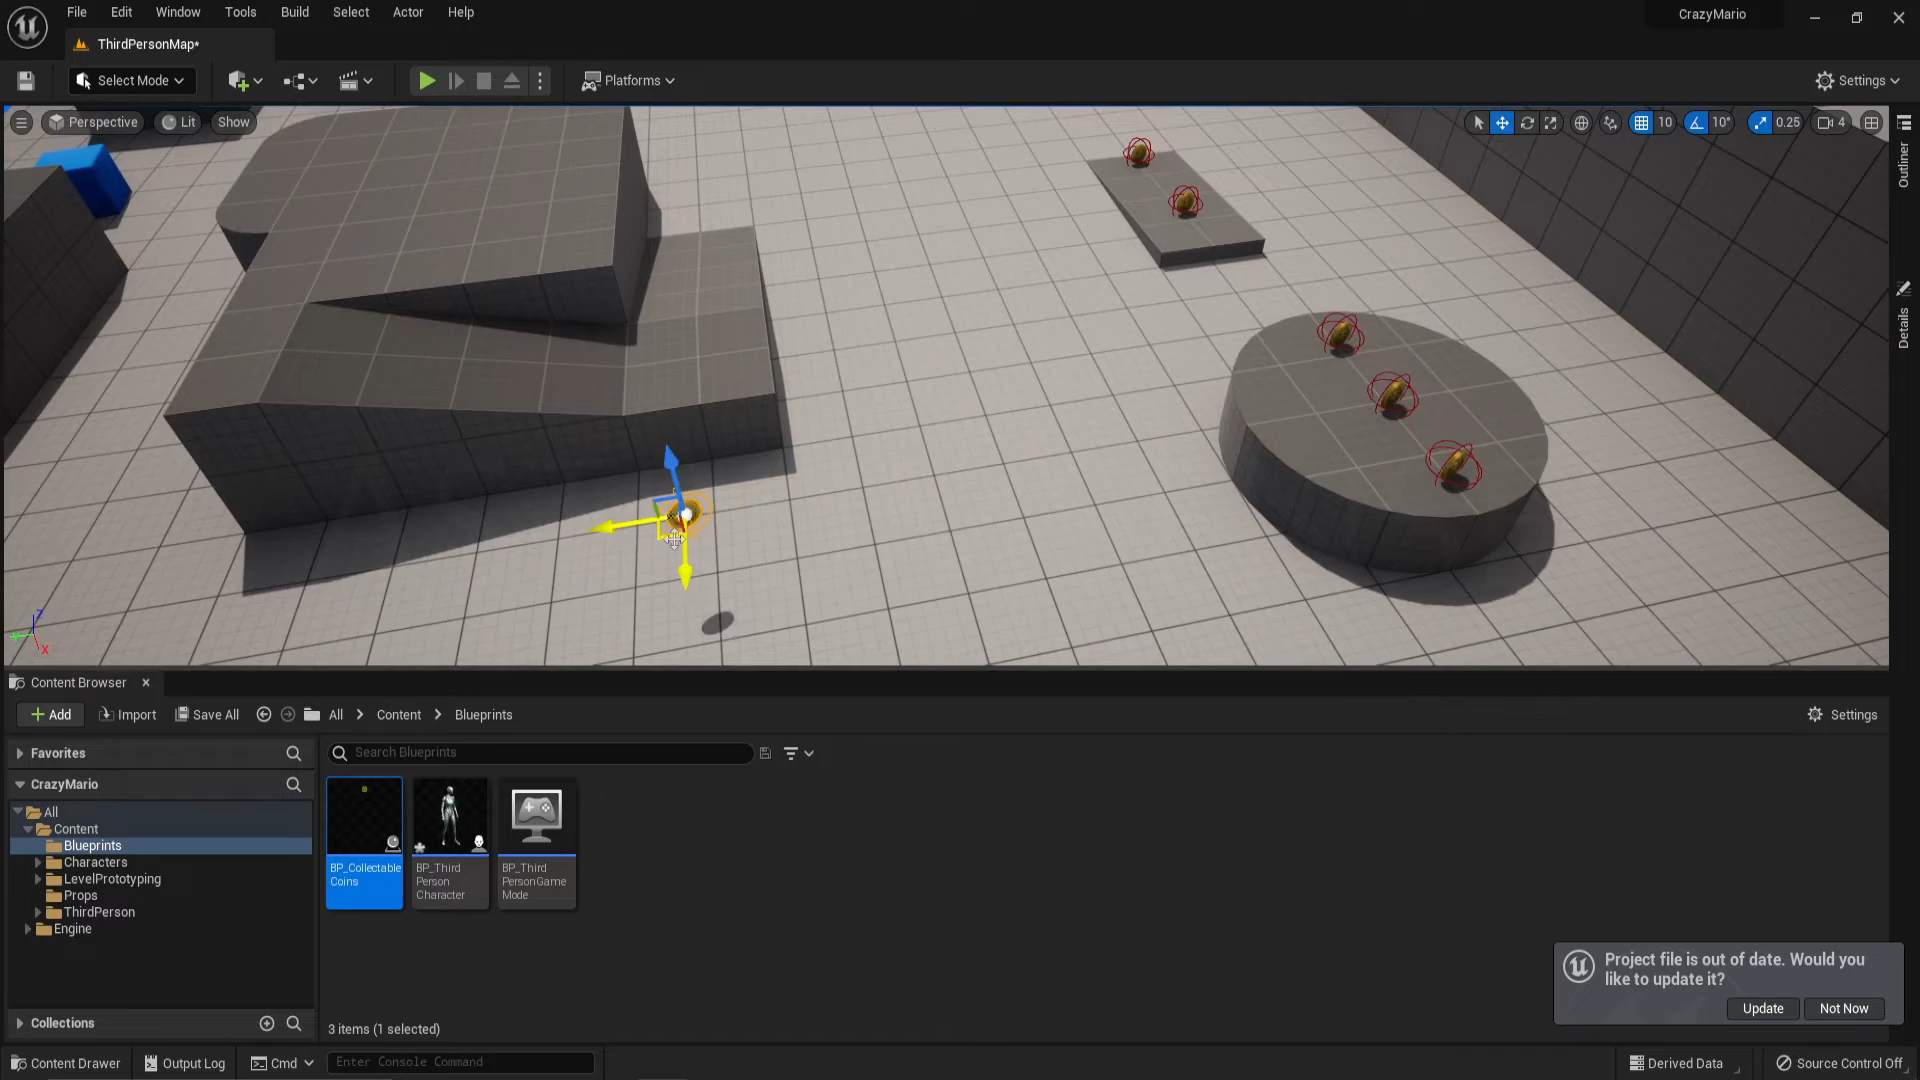 File Edit Window Tools Build Select Actor Help
CrazyMario
ThirdPersonMap*
Select Mode
Platforms
Settings
Perspective
Lit
Show
10
10°
0.25
4
Outliner
Details
Z
X
Content Browser
Add
Import
Save All
All
Content
Blueprints
Settings
Favorites
Search Blueprints
CrazyMario
All
Content
Blueprints
Characters
LevelPrototyping
Props
ThirdPerson
Engine
BP_Collectable
Coins
BP_Third
Person
Character
BP_Third
PersonGame
Mode
Project file is out of date. Would you
like to update it?
Update
Not Now
Collections
3 items (1 selected)
Content Drawer
Output Log
Cmd
Enter Console Command
Derived Data
Source Control Off